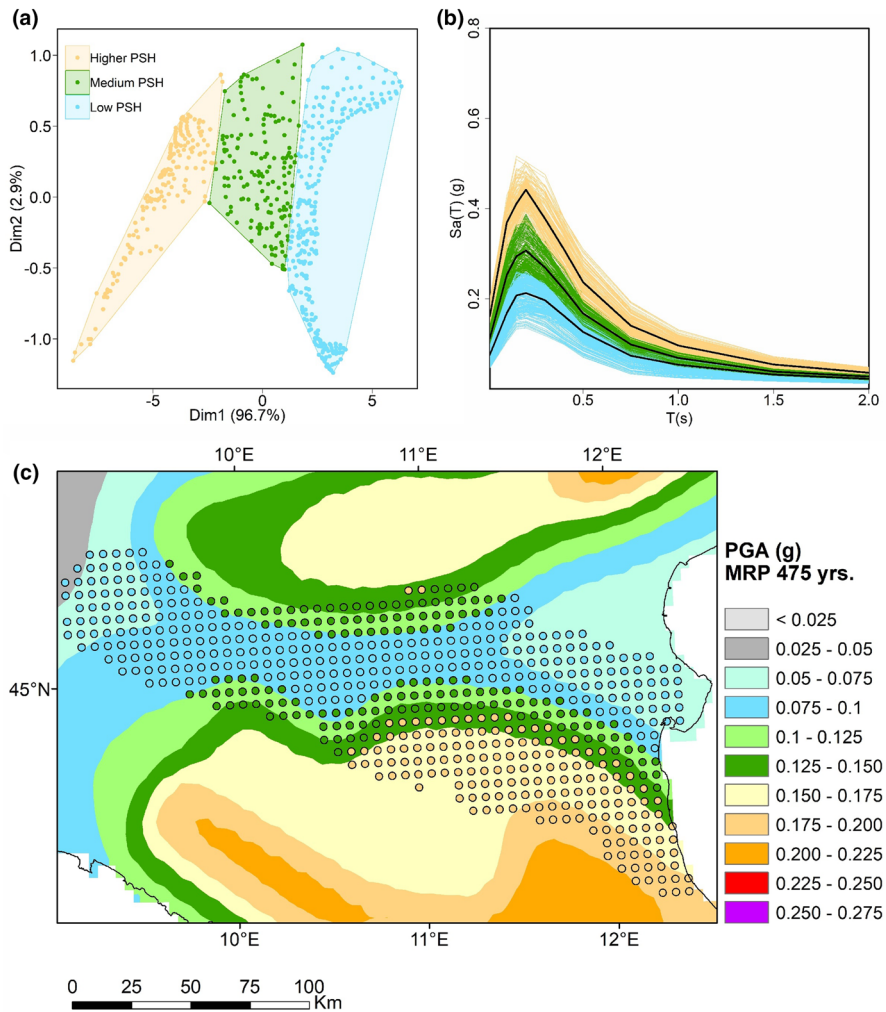 (a)
Higher PSH
Medium PSH
Low PSH
1.0
0.5
0.0
-0.5
-1.0
Dim2 (2.9%)
-5
0
5
Dim1 (96.7%)
(b)
0.8
0.6
0.4
0.2
Sa(T) (g)
0.5
1.0
1.5
2.0
T(s)
(c)
10°E
11°E
12°E
45°N
10°E
11°E
12°E
PGA (g)
MRP 475 yrs.
< 0.025
0.025 - 0.05
0.05 - 0.075
0.075 - 0.1
0.1 - 0.125
0.125 - 0.150
0.150 - 0.175
0.175 - 0.200
0.200 - 0.225
0.225 - 0.250
0.250 - 0.275
0
25
50
75
100
Km